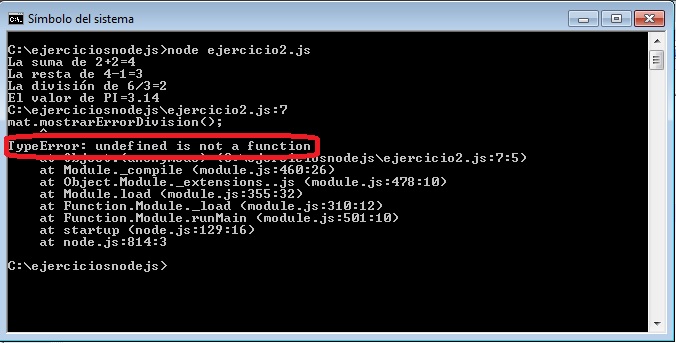 Símbolo del sistema
C:\ejerciciosnodejs>node ejercicio2.js
La suma de 2+2=4
La resta de 4-1=3
La división de 6/3=2
El valor de PI=3.14
C:\ejerciciosnodejs\ejercicio2.js:7
mat.mostrarErrorDivision();
^
TypeError: undefined is not a function
at Object.<anonymous> (C:\ejerciciosnodejs\ejercicio2.js:7:5)
at Module._compile (module.js:460:26)
at Object.Module._extensions..js (module.js:478:10)
at Module.load (module.js:355:32)
at Function.Module._load (module.js:310:12)
at Function.Module.runMain (module.js:501:10)
at startup (node.js:129:16)
at node.js:814:3
C:\ejerciciosnodejs>